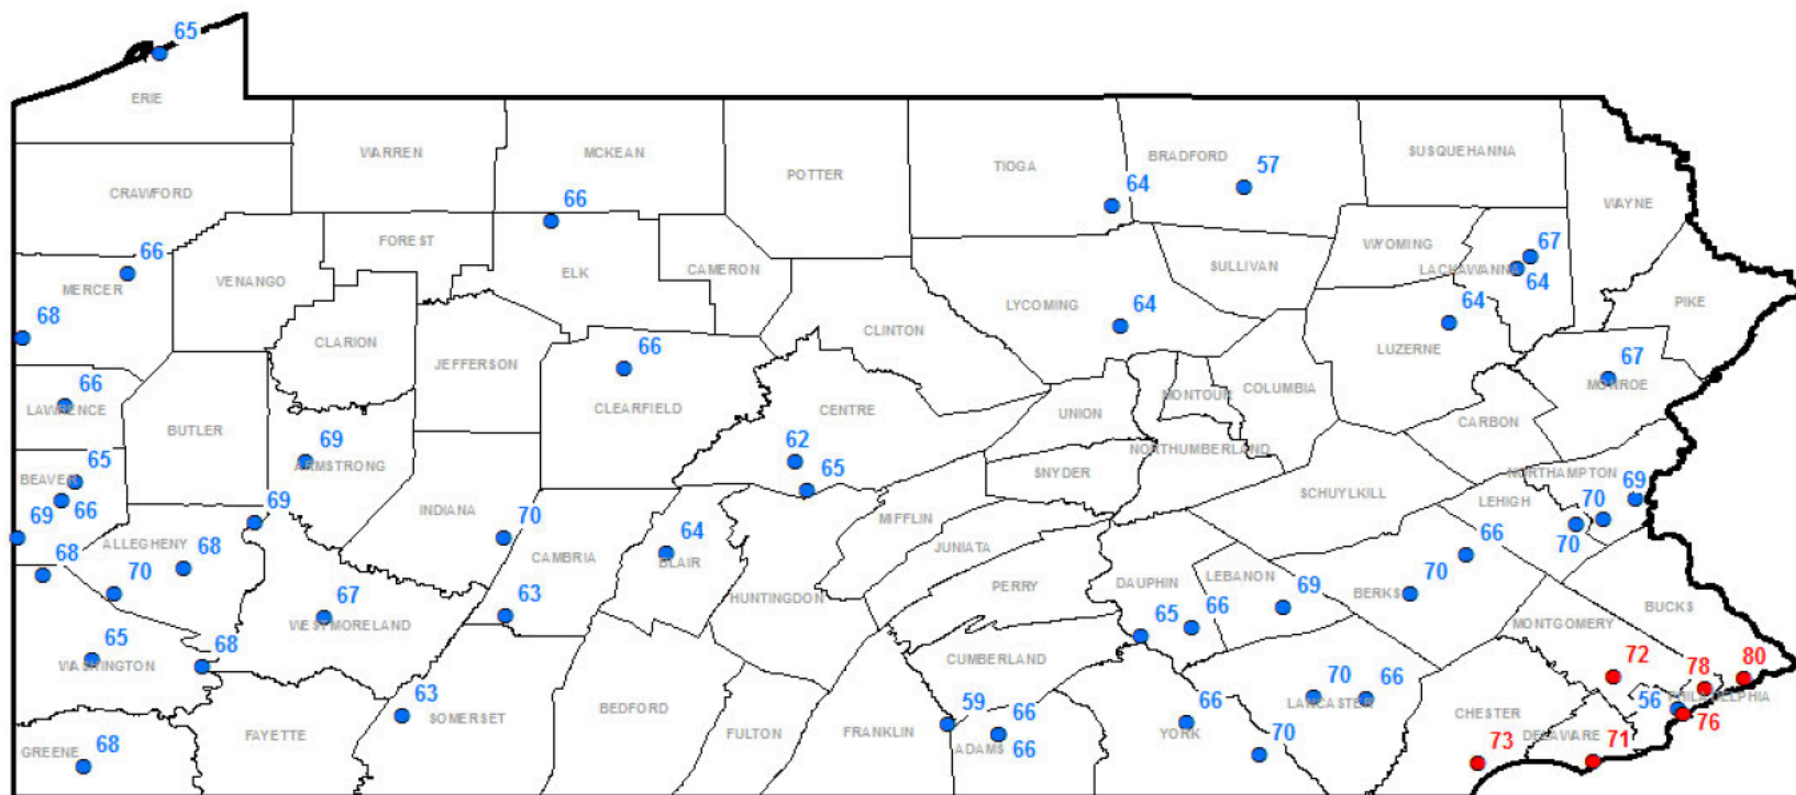 65
ERIE
WARREN
MCKEAN
TIOGA
BRADFORD
57
SUSQUEHANNA
CRAWFORD
POTTER
64
66
WAYNE
FOREST
WYOMING
66
67
MERCER
VENANGO
ELK
CAMERON
SULLIVAN
LACKAWANNA
64
LYCOMING
64
64
PIKE
68
CLINTON
CLARION
66
LUZERNE
JEFFERSON
67
66
MONROE
LAWRENCE
CLEARFIELD
CENTRE
UNION
MONTOUR
COLUMBIA
BUTLER
CARBON
69
62
ARMSTRONG
NORTHUMBERLAND
65
BEAVER
65
SNYDER
NORTHAMPTON
69
SCHUYLKILL
LEHIGH
70
69
66
69
INDIANA
70
MIFFLIN
70
ALLEGHENY
68
68
CAMBRIA
64
BLAIR
JUNIATA
66
70
PERRY
DAUPHIN
LEBANON
69
BERKS
70
67
63
HUNTINGDON
65
66
BUCKS
WESTMORELAND
MONTGOMERY
65
68
WASHINGTON
CUMBERLAND
72
78
80
63
70
66
PHILADELPHIA
SOMERSET
BEDFORD
59
66
66
LANCASTER
56
GREENE
68
FAYETTE
FULTON
FRANKLIN
ADAMS
66
YORK
70
CHESTER
73
DELAWARE
71
76